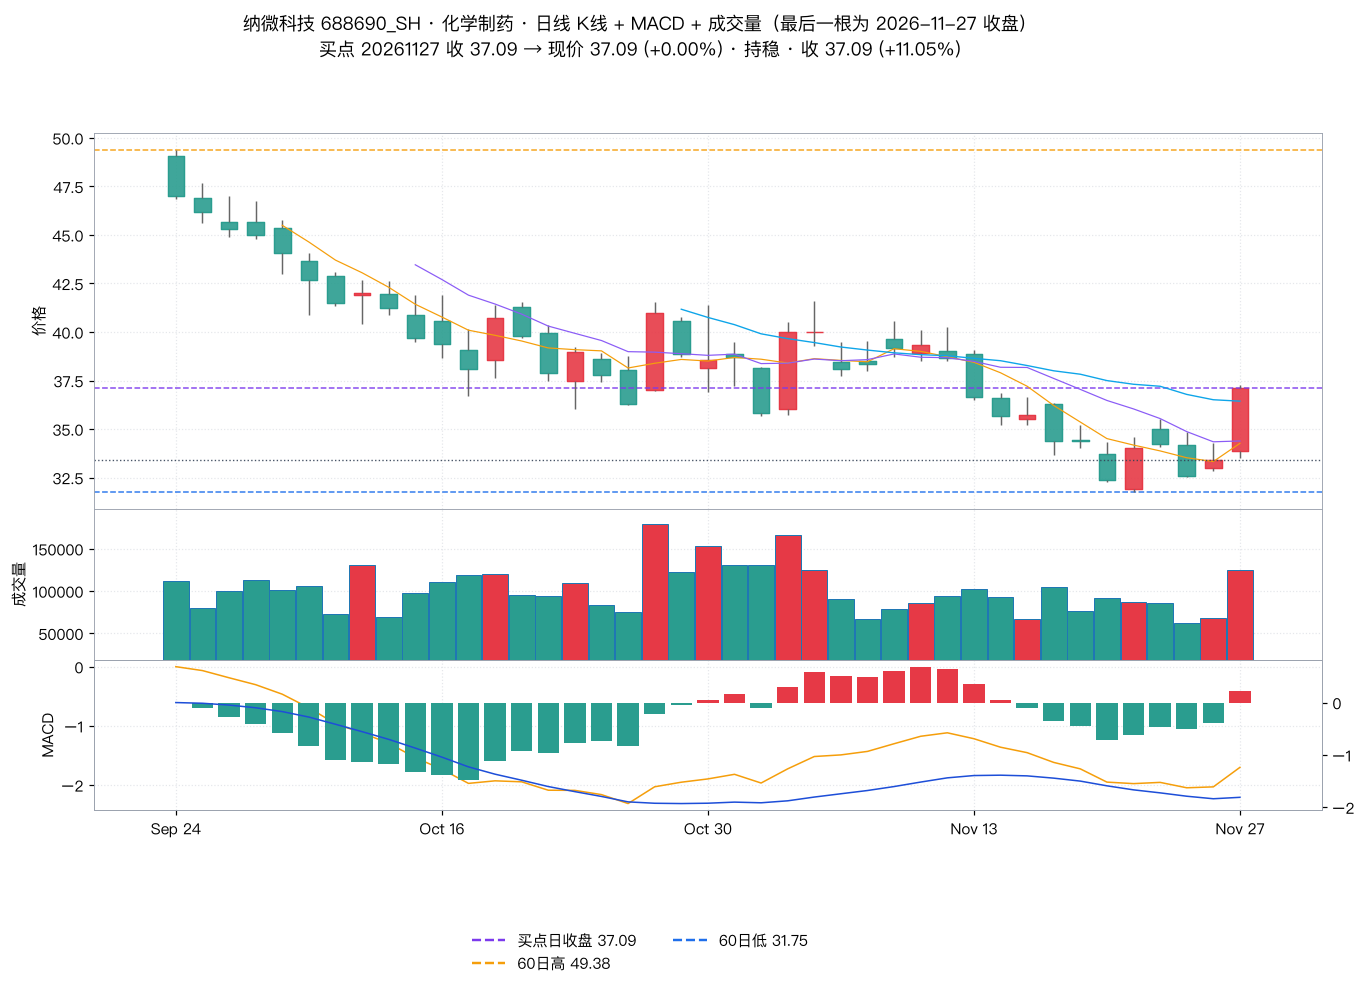 纳微科技 688690_SH · 化学制药 · 日线 K线 + MACD + 成交量（最后一根为 2026−11−27 收盘）
买点 20261127 收 37.09 → 现价 37.09 (+0.00%) · 持稳 · 收 37.09 (+11.05%)
50.0
47.5
45.0
42.5
40.0
37.5
35.0
32.5
价格
150000
100000
50000
成交量
0
−1
−2
MACD
0
−1
−2
Sep 24
Oct 16
Oct 30
Nov 13
Nov 27
买点日收盘 37.09
60日低 31.75
60日高 49.38